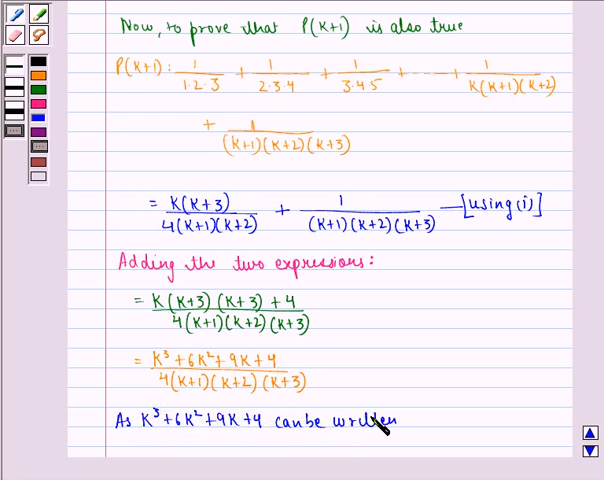 Now, to prove that P(K+1) is also true
P(K+1): 1/(1·2·3) + 1/(2·3·4) + 1/(3·4·5) + ---- + 1/(K(K+1)(K+2))
+ 1/((K+1)(K+2)(K+3))
= K(K+3)/(4(K+1)(K+2)) + 1/((K+1)(K+2)(K+3)) —[using(i)]
Adding the two expressions:
= (K(K+3)(K+3)+4)/(4(K+1)(K+2)(K+3))
= (K³+6K²+9K+4)/(4(K+1)(K+2)(K+3))
As K³+6K²+9K+4 can be written